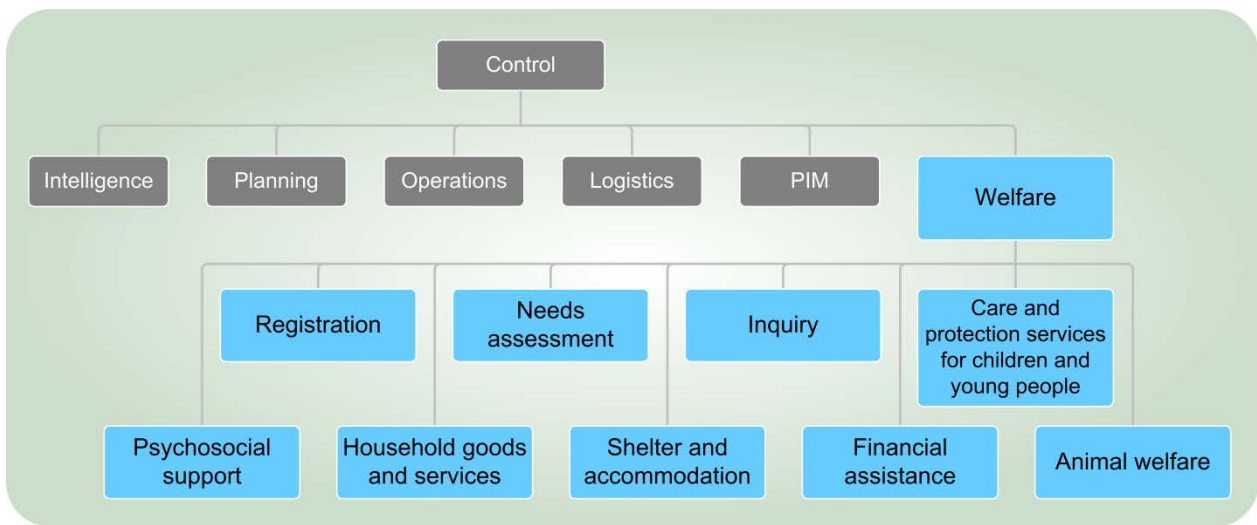 Control
Intelligence
Planning
Operations
Logistics
PIM
Welfare
Registration
Needs
assessment
Inquiry
Care and
protection services
for children and
young people
Psychosocial
support
Household goods
and services
Shelter and
accommodation
Financial
assistance
Animal welfare